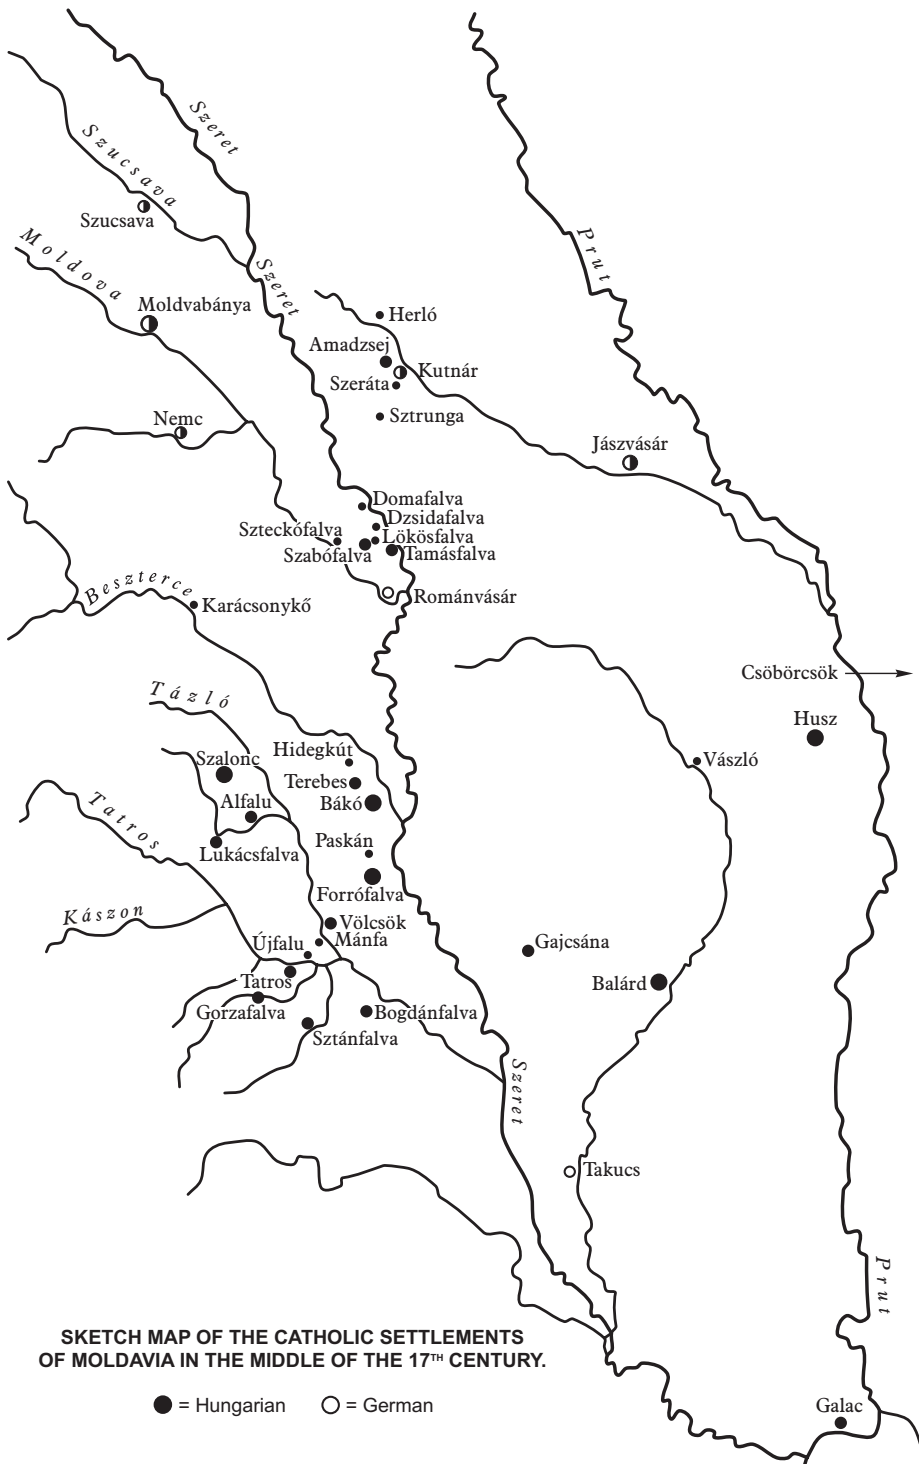 Szeret
Szucsava
Szucsava
Moldova
Szeret
Prut
Moldvabánya
Herló
Amadzsej
Kutnár
Szeráta
Nemc
Sztrunga
Jászvásár
Domafalva
Dzsidafalva
Szteckófalva
Lökösfalva
Szabófalva
Tamásfalva
Beszterce
Karácsonykő
Románvásár
Csöbörcsök
Tázló
Husz
Hidegkút
Szalonc
Vászló
Terebes
Alfalu
Bákó
Tatros
Paskán
Lukácsfalva
Forrófalva
Kászon
Völcsök
Újfalu
Mánfa
Gajcsána
Tatros
Balárd
Gorzafalva
Bogdánfalva
Sztánfalva
Szeret
Takucs
Prut
SKETCH MAP OF THE CATHOLIC SETTLEMENTS
OF MOLDAVIA IN THE MIDDLE OF THE 17TH CENTURY.
= Hungarian
= German
Galac